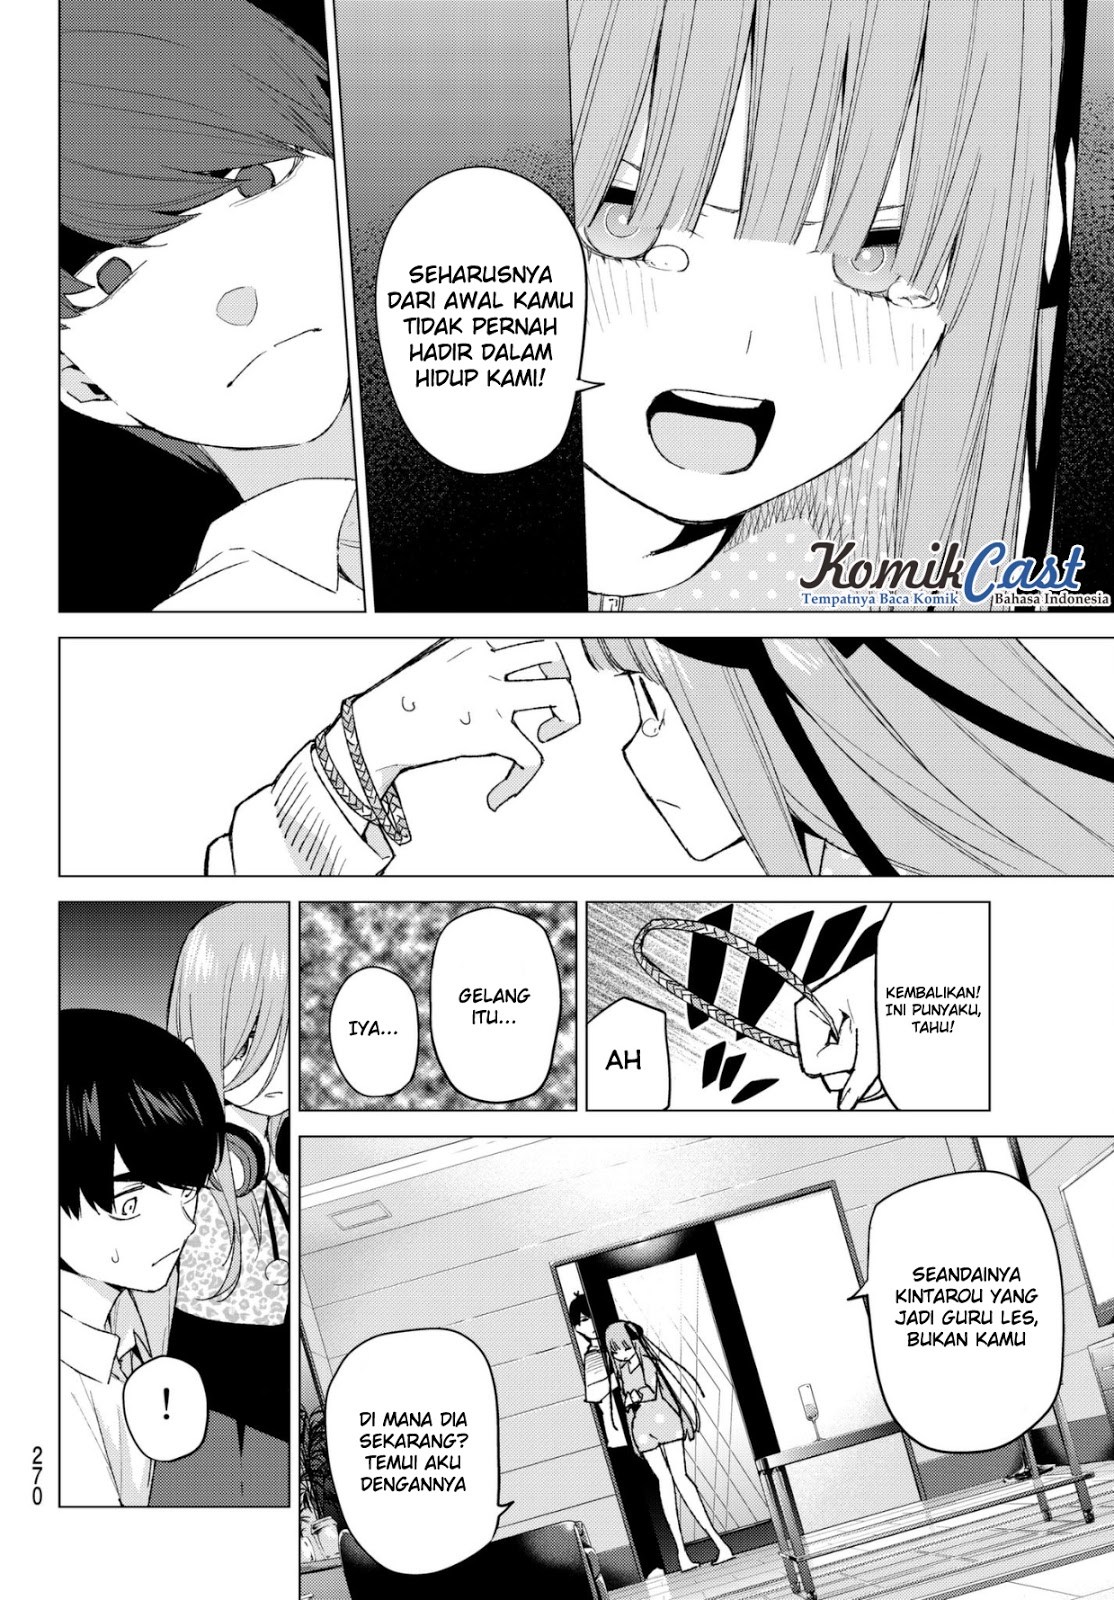 SEHARUSNYA
DARI AWAL KAMU
TIDAK PERNAH
HADIR DALAM
HIDUP KAMI!
KomikCast
Tempatnya Baca Komik Bahasa Indonesia
KEMBALIKAN!
INI PUNYAKU,
TAHU!
AH
GELANG
ITU...
IYA...
!
SEANDAINYA
KINTAROU YANG
JADI GURU LES,
BUKAN KAMU
DI MANA DIA
SEKARANG?
TEMUI AKU
DENGANNYA
270